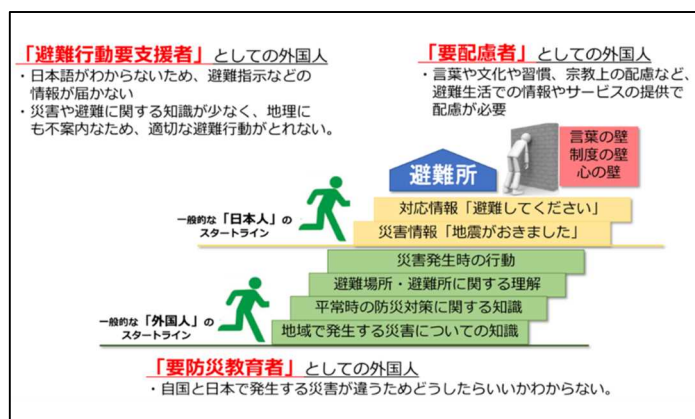 「避難行動要支援者」としての外国人
・日本語がわからないため、避難指示などの
情報が届かない
・災害や避難に関する知識が少なく、地理に
も不案内なため、適切な避難行動がとれない。
「要配慮者」としての外国人
・言葉や文化や習慣、宗教上の配慮など、
避難生活での情報やサービスの提供で
配慮が必要
言葉の壁
制度の壁
心の壁
避難所
一般的な「日本人」の
スタートライン
対応情報「避難してください」
災害情報「地震がおきました」
災害発生時の行動
避難場所・避難所に関する理解
平常時の防災対策に関する知識
地域で発生する災害についての知識
一般的な「外国人」の
スタートライン
「要防災教育者」としての外国人
・自国と日本で発生する災害が違うためどうしたらいいかわからない。